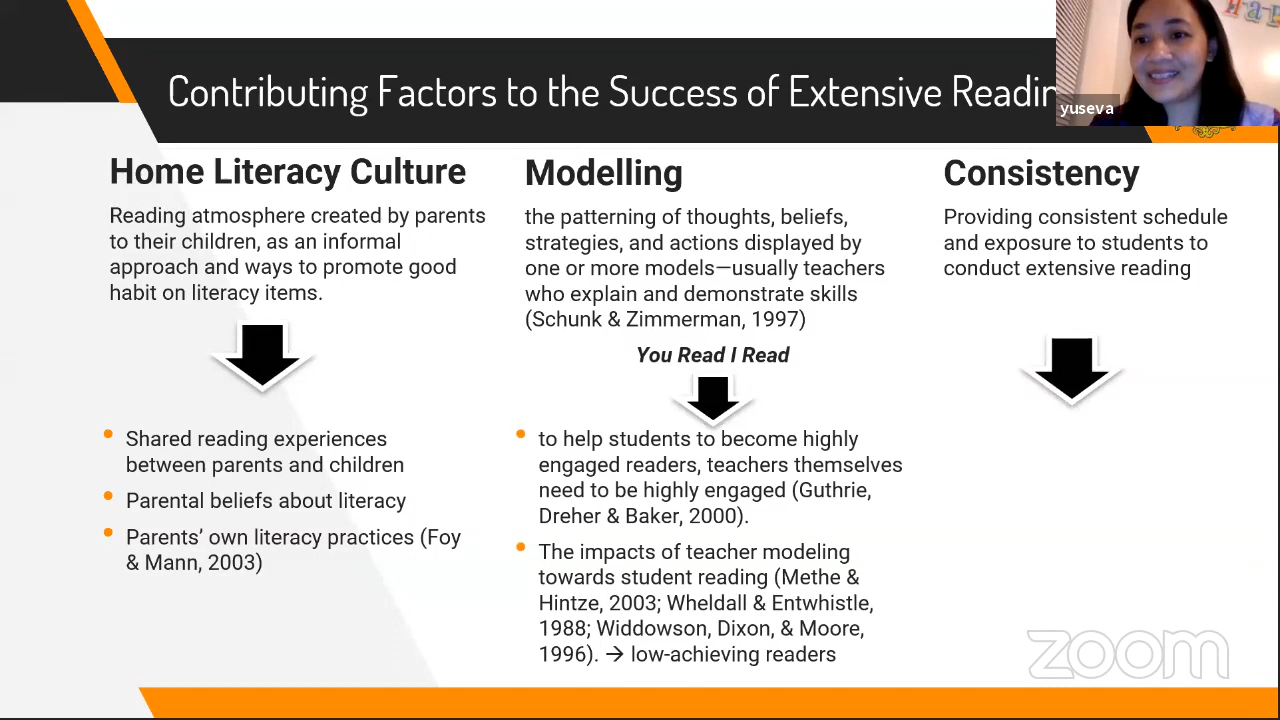 Contributing Factors to the Success of Extensive Readin
yuseva
Home Literacy Culture
Reading atmosphere created by parents
to their children, as an informal
approach and ways to promote good
habit on literacy items.
Shared reading experiences
between parents and children
Parental beliefs about literacy
Parents’ own literacy practices (Foy
& Mann, 2003)
Modelling
the patterning of thoughts, beliefs,
strategies, and actions displayed by
one or more models—usually teachers
who explain and demonstrate skills
(Schunk & Zimmerman, 1997)
You Read I Read
to help students to become highly
engaged readers, teachers themselves
need to be highly engaged (Guthrie,
Dreher & Baker, 2000).
The impacts of teacher modeling
towards student reading (Methe &
Hintze, 2003; Wheldall & Entwhistle,
1988; Widdowson, Dixon, & Moore,
1996). → low-achieving readers
Consistency
Providing consistent schedule
and exposure to students to
conduct extensive reading
zoom